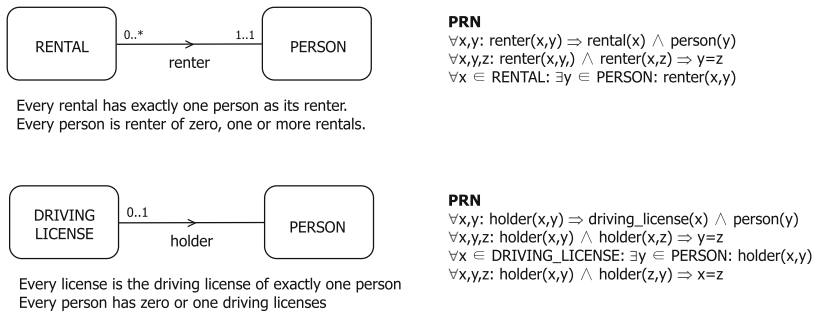 RENTAL
0..*
1..1
PERSON
renter
Every rental has exactly one person as its renter.
Every person is renter of zero, one or more rentals.
PRN
∀x,y: renter(x,y) ⇒ rental(x) ∧ person(y)
∀x,y,z: renter(x,y,) ∧ renter(x,z) ⇒ y=z
∀x ∈ RENTAL: ∃y ∈ PERSON: renter(x,y)
DRIVING
LICENSE
0..1
PERSON
holder
Every license is the driving license of exactly one person
Every person has zero or one driving licenses
PRN
∀x,y: holder(x,y) ⇒ driving_license(x) ∧ person(y)
∀x,y,z: holder(x,y) ∧ holder(x,z) ⇒ y=z
∀x ∈ DRIVING_LICENSE: ∃y ∈ PERSON: holder(x,y)
∀x,y,z: holder(x,y) ∧ holder(z,y) ⇒ x=z